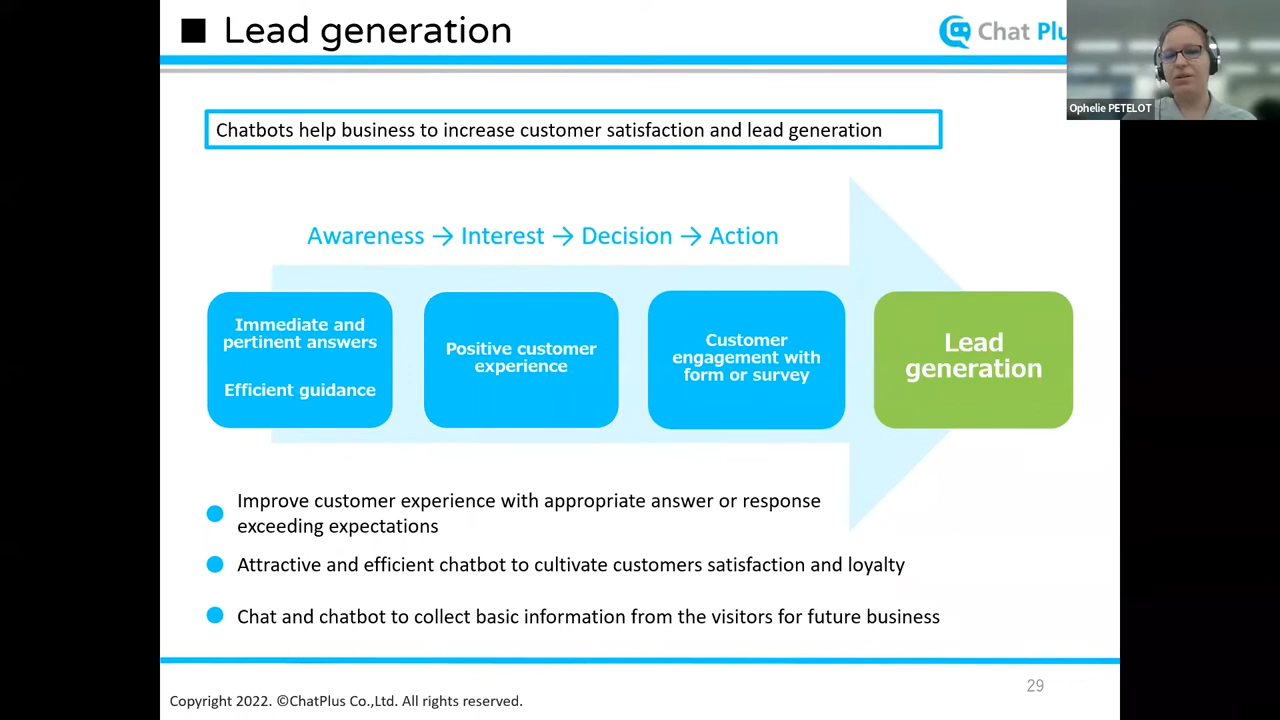 ■ Lead generation
Chat Plu
Ophelie PETELOT
Chatbots help business to increase customer satisfaction and lead generation
Awareness → Interest → Decision → Action
Immediate and
pertinent answers
Efficient guidance
Positive customer
experience
Customer
engagement with
form or survey
Lead
generation
Improve customer experience with appropriate answer or response
exceeding expectations
Attractive and efficient chatbot to cultivate customers satisfaction and loyalty
Chat and chatbot to collect basic information from the visitors for future business
29
Copyright 2022. ©ChatPlus Co.,Ltd. All rights reserved.